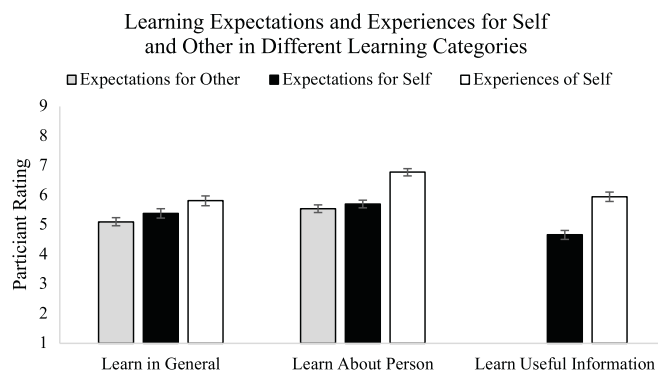 Learning Expectations and Experiences for Self
and Other in Different Learning Categories
Expectations for Other Expectations for Self Experiences of Self
Particiant Rating
9
8
7
6
5
4
3
2
1
Learn in General Learn About Person Learn Useful Information